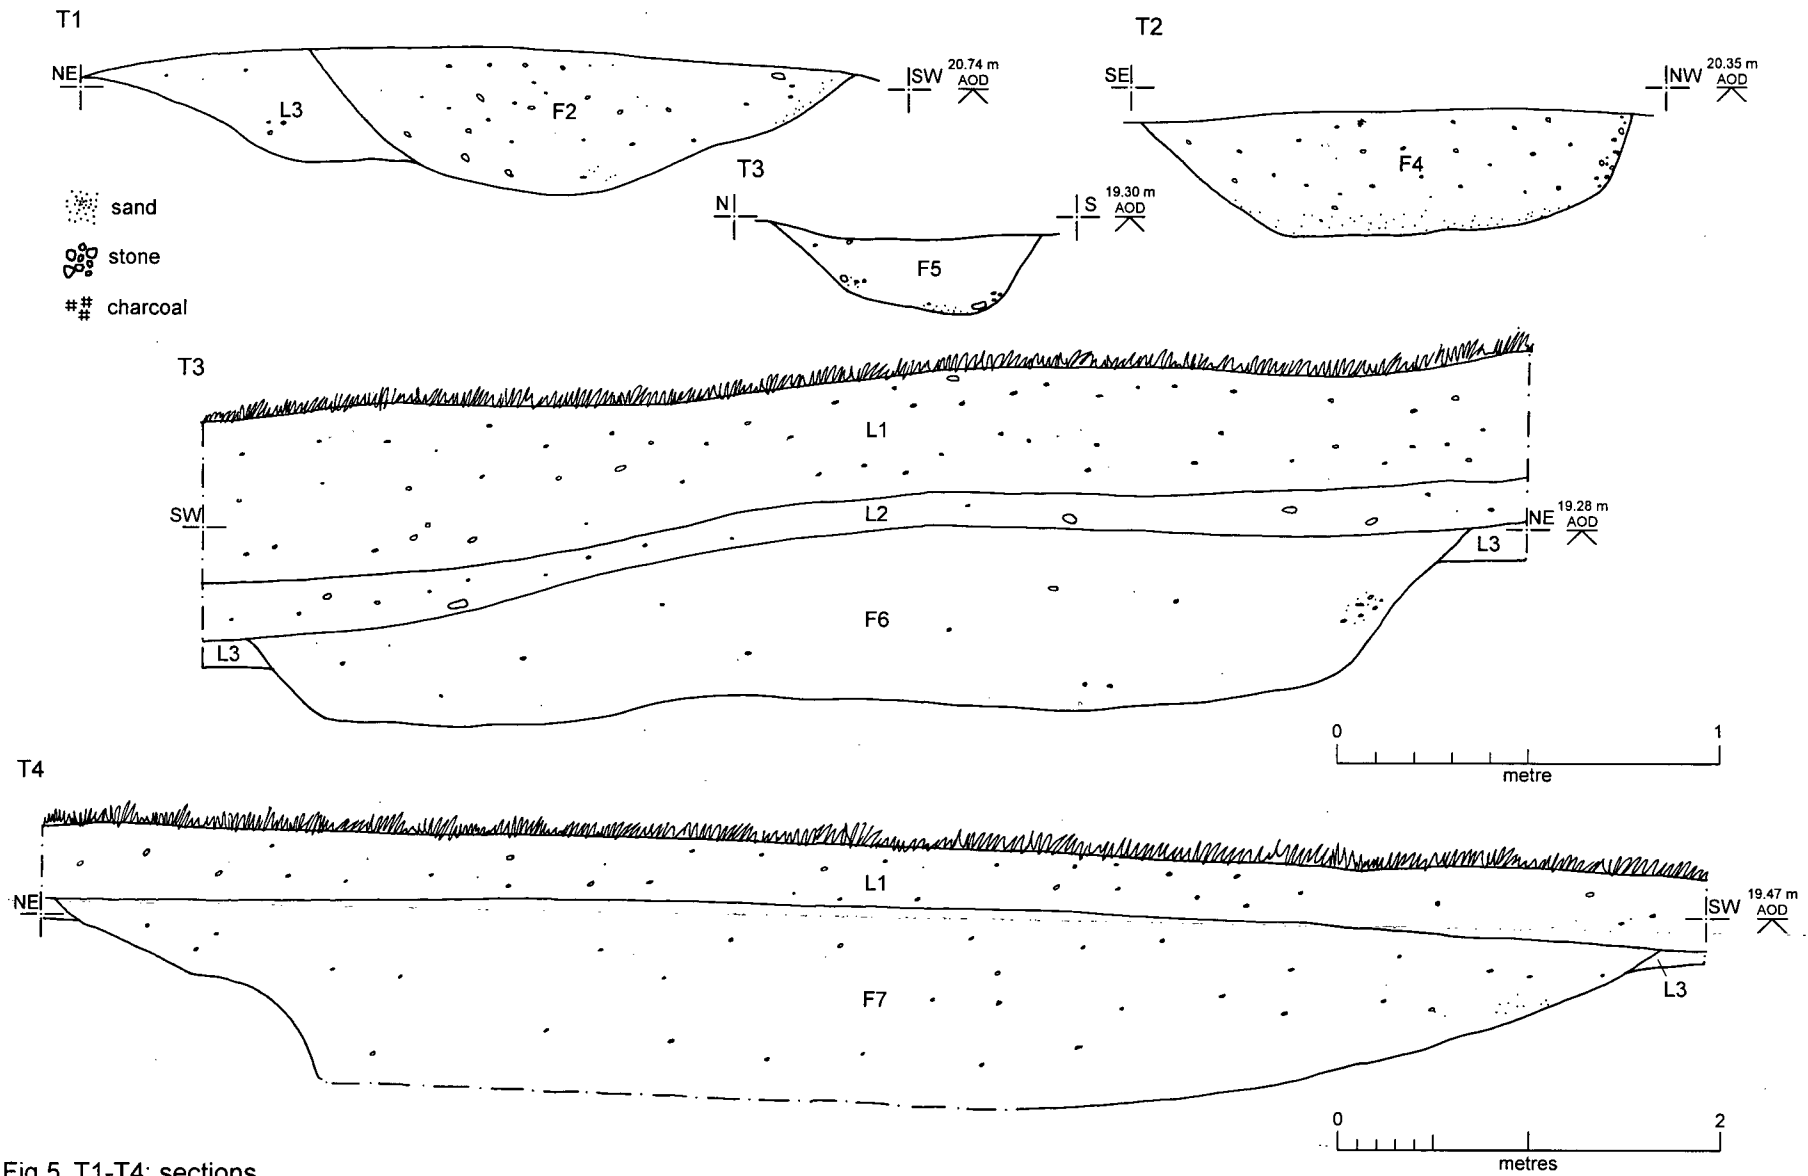 T1
NE
L3
F2
SW 20.74 m AOD
T2
SE
NW 20.35 m AOD
F4
sand
stone
charcoal
T3
N
S 19.30 m AOD
F5
T3
L1
SW
L2
NE 19.28 m AOD
L3
F6
L3
0 1
metre
T4
L1
NE
SW 19.47 m AOD
F7
L3
0 2
metres
Fig 5 T1-T4: sections